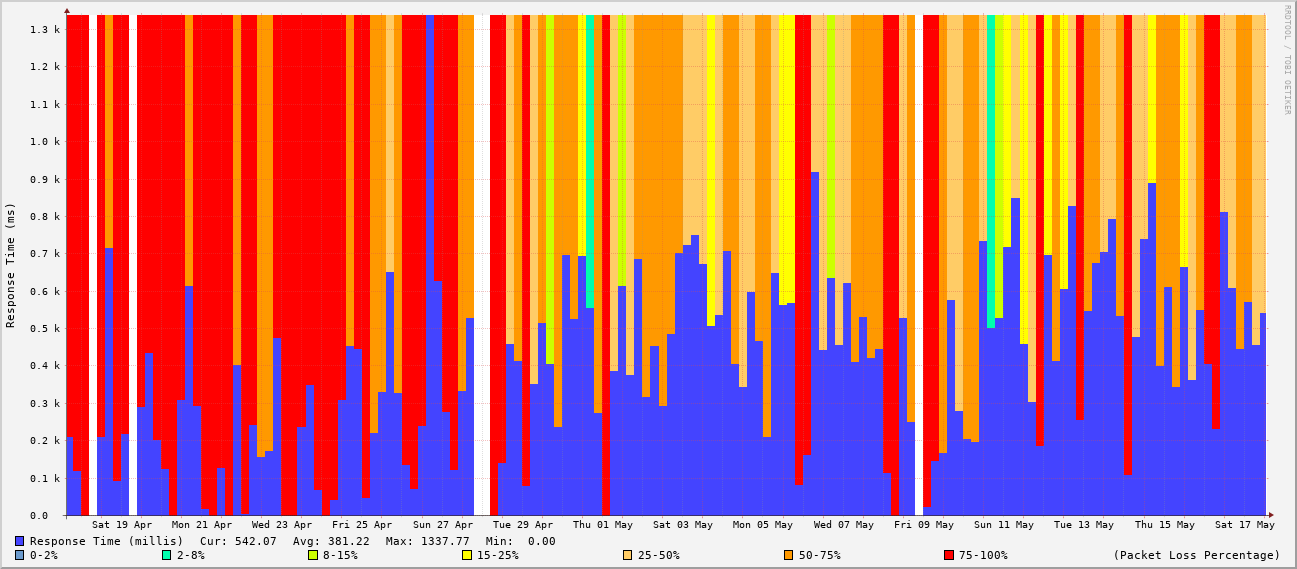 RRDTOOL / TOBI OETIKER
Response Time (ms)
1.3 k
1.2 k
1.1 k
1.0 k
0.9 k
0.8 k
0.7 k
0.6 k
0.5 k
0.4 k
0.3 k
0.2 k
0.1 k
0.0
Sat 19 Apr Mon 21 Apr Wed 23 Apr Fri 25 Apr Sun 27 Apr Tue 29 Apr Thu 01 May Sat 03 May Mon 05 May Wed 07 May Fri 09 May Sun 11 May Tue 13 May Thu 15 May Sat 17 May
Response Time (millis) Cur: 542.07 Avg: 381.22 Max: 1337.77 Min: 0.00
0-2% 2-8% 8-15% 15-25% 25-50% 50-75% 75-100% (Packet Loss Percentage)